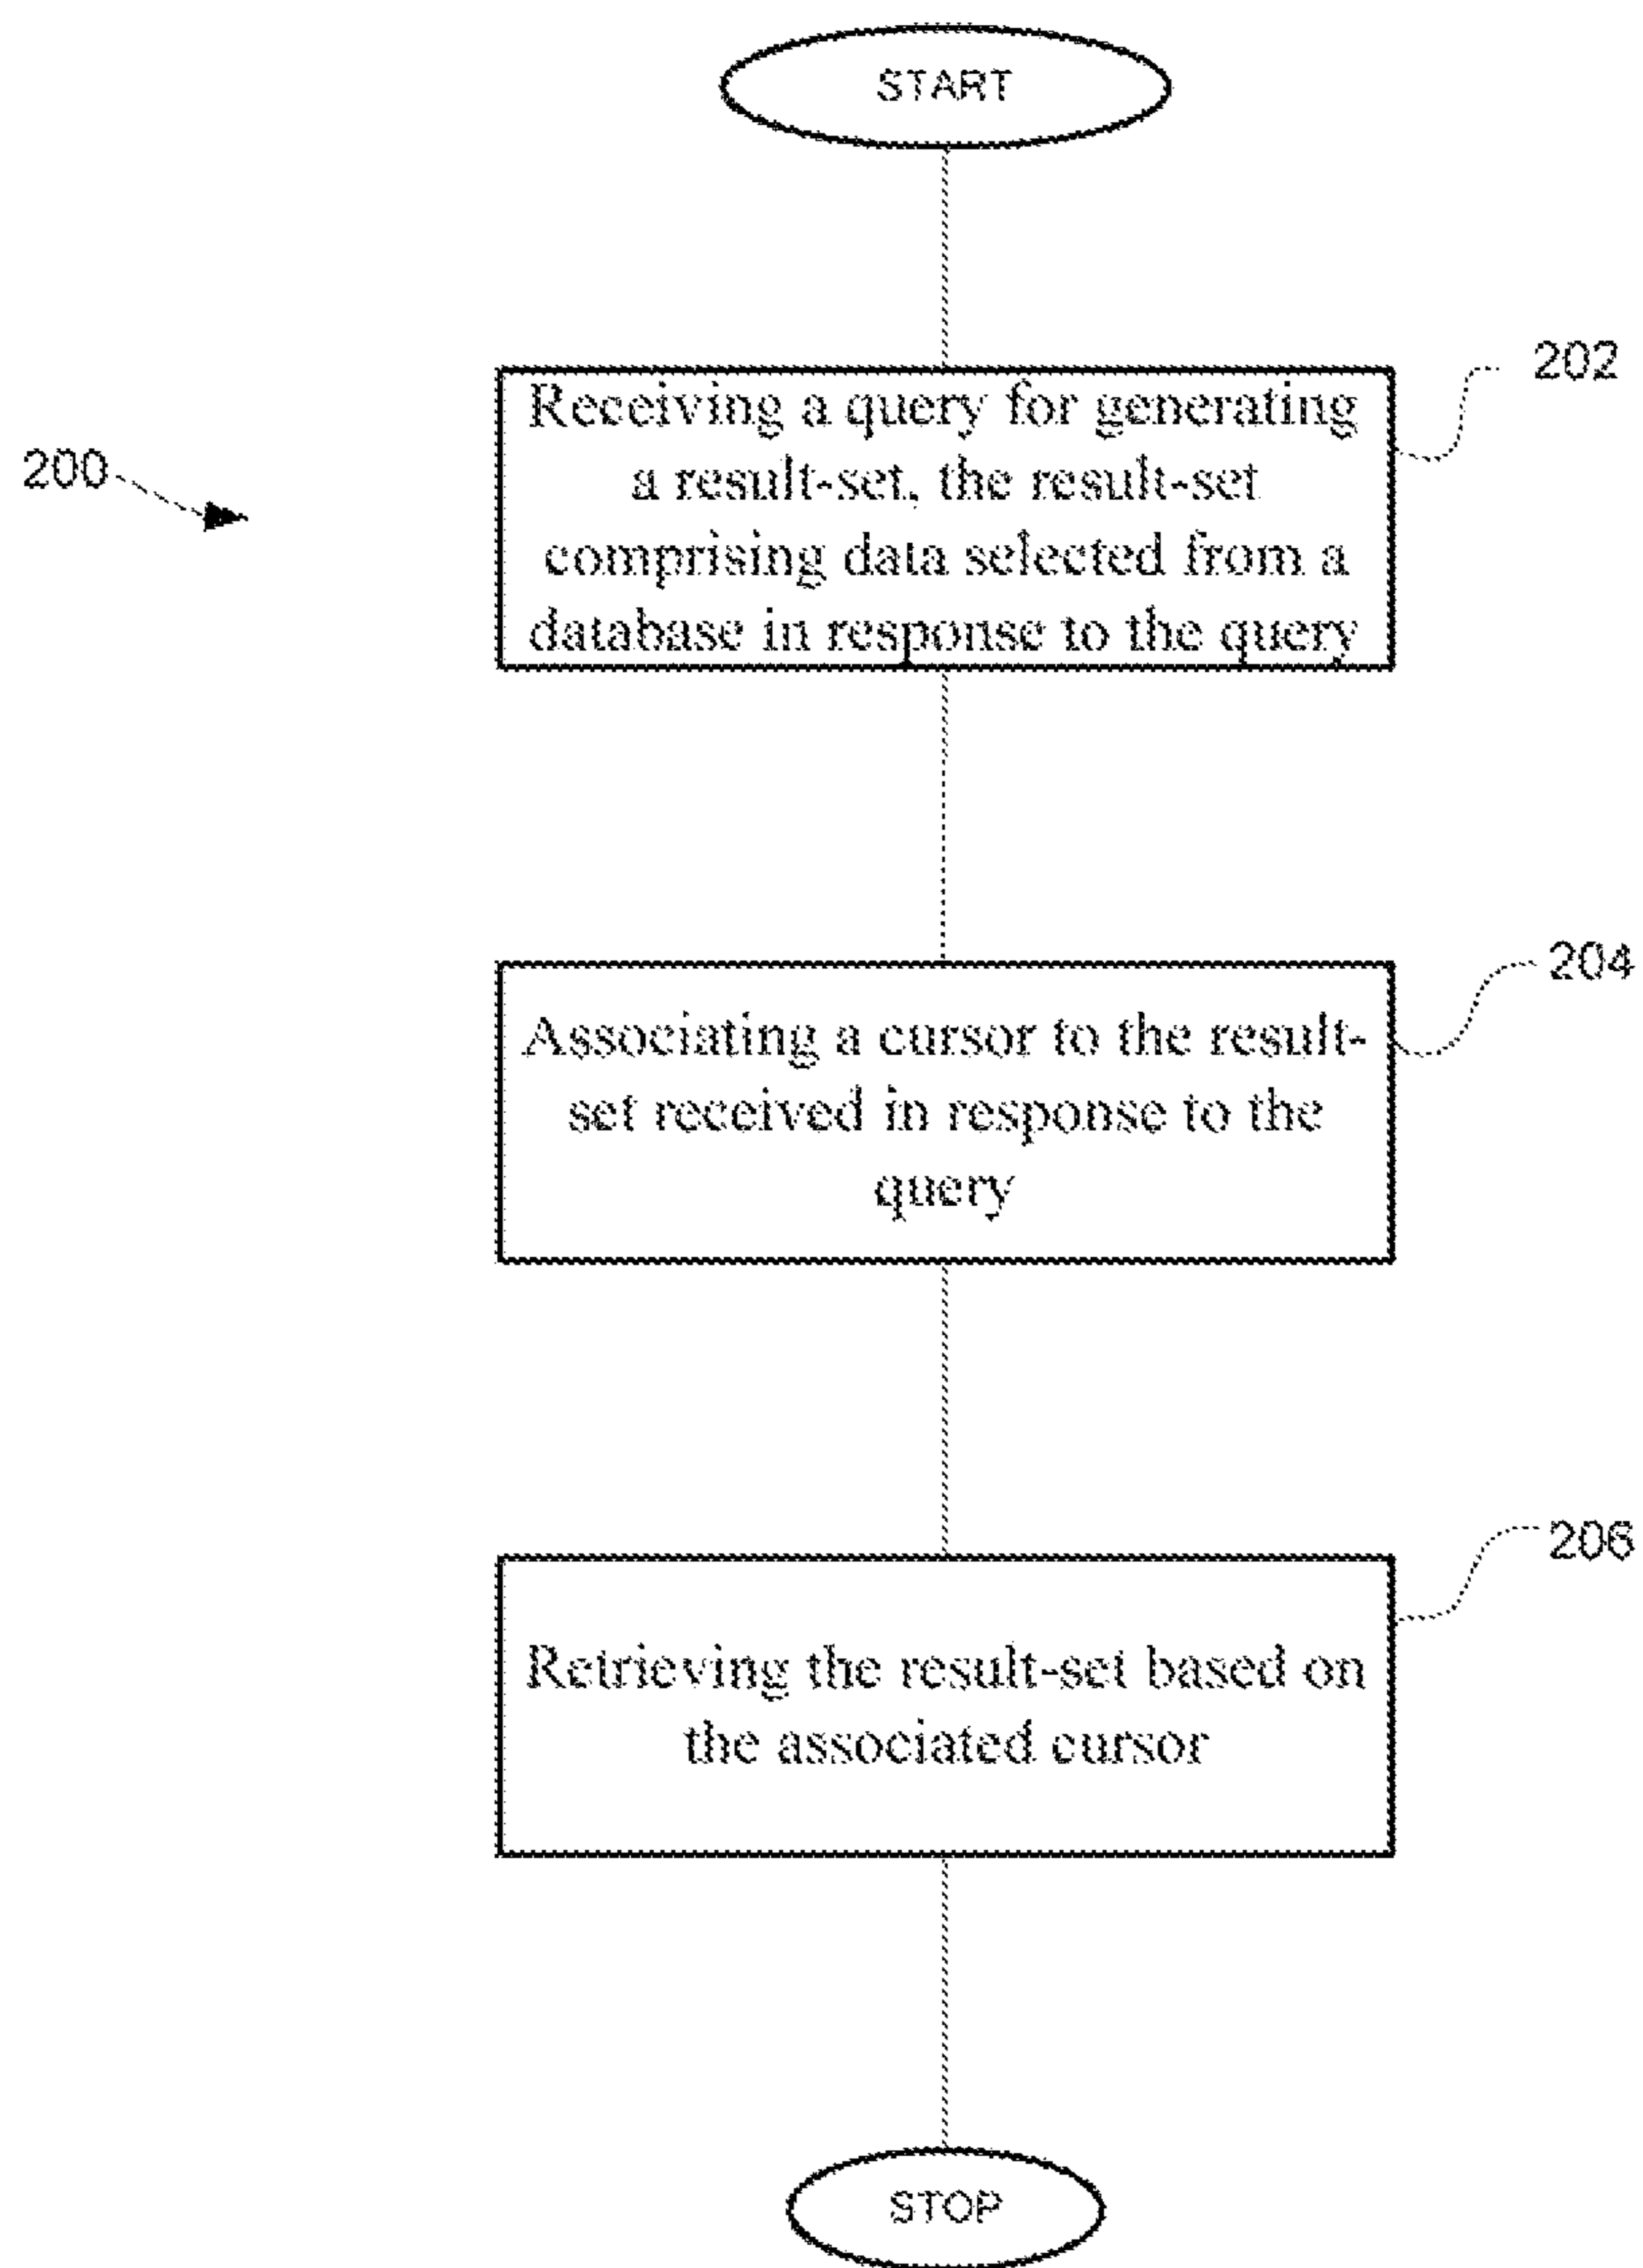 START
202
Receiving a query for generating
a result-set, the result-set
comprising data selected from a
database in response to the query
200
204
Associating a cursor to the result-
set received in response to the
query
206
Retrieving the result-set based on
the associated cursor
STOP